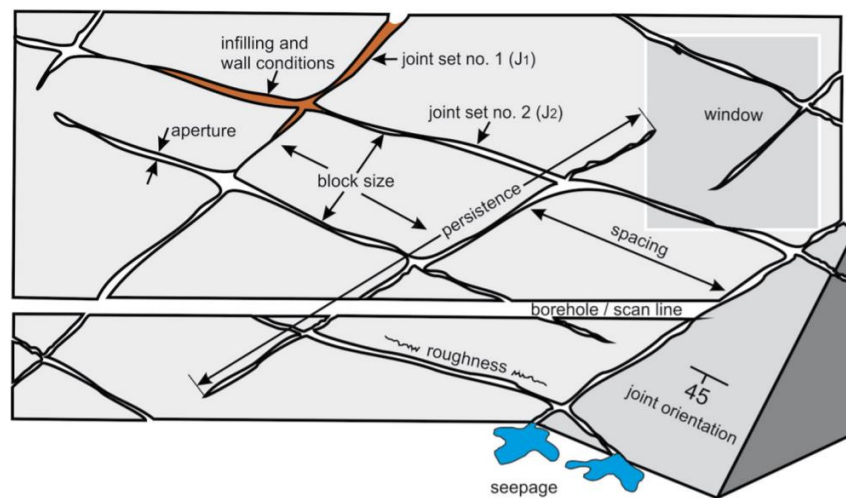 infilling and
wall conditions
joint set no. 1 (J1)
joint set no. 2 (J2)
window
aperture
block size
persistence
spacing
borehole / scan line
roughness
45
joint orientation
seepage